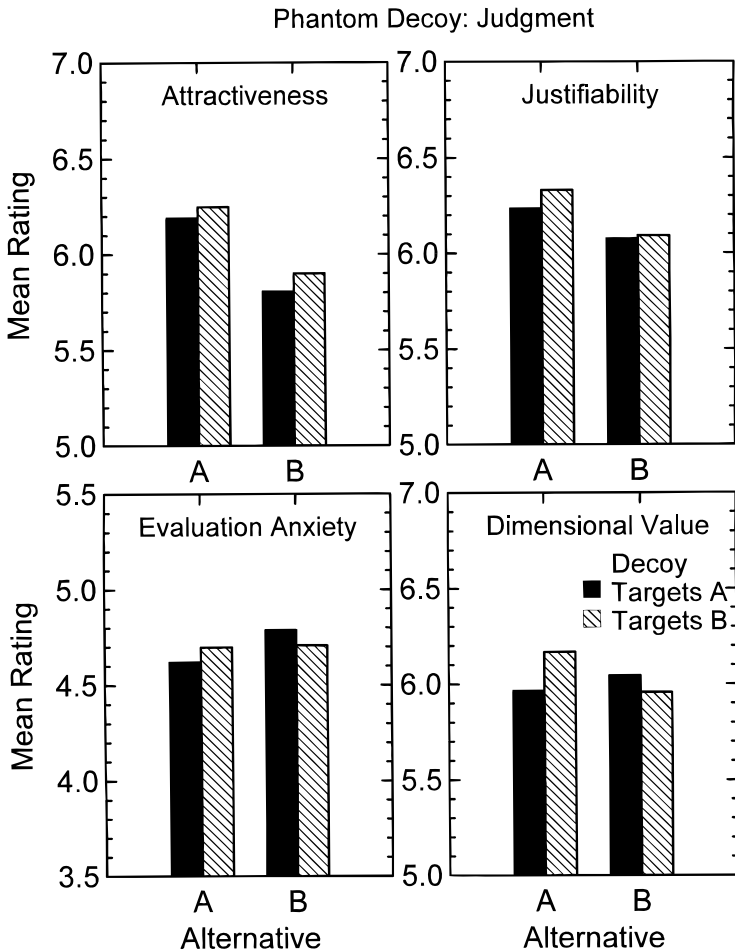 Phantom Decoy: Judgment
7.0
6.5
6.0
5.5
5.0
Mean Rating
Attractiveness
A
B
7.0
6.5
6.0
5.5
5.0
Justifiability
A
B
5.5
5.0
4.5
4.0
3.5
Mean Rating
Evaluation Anxiety
A
B
Alternative
7.0
6.5
6.0
5.5
5.0
Dimensional Value
Decoy
Targets A
Targets B
A
B
Alternative